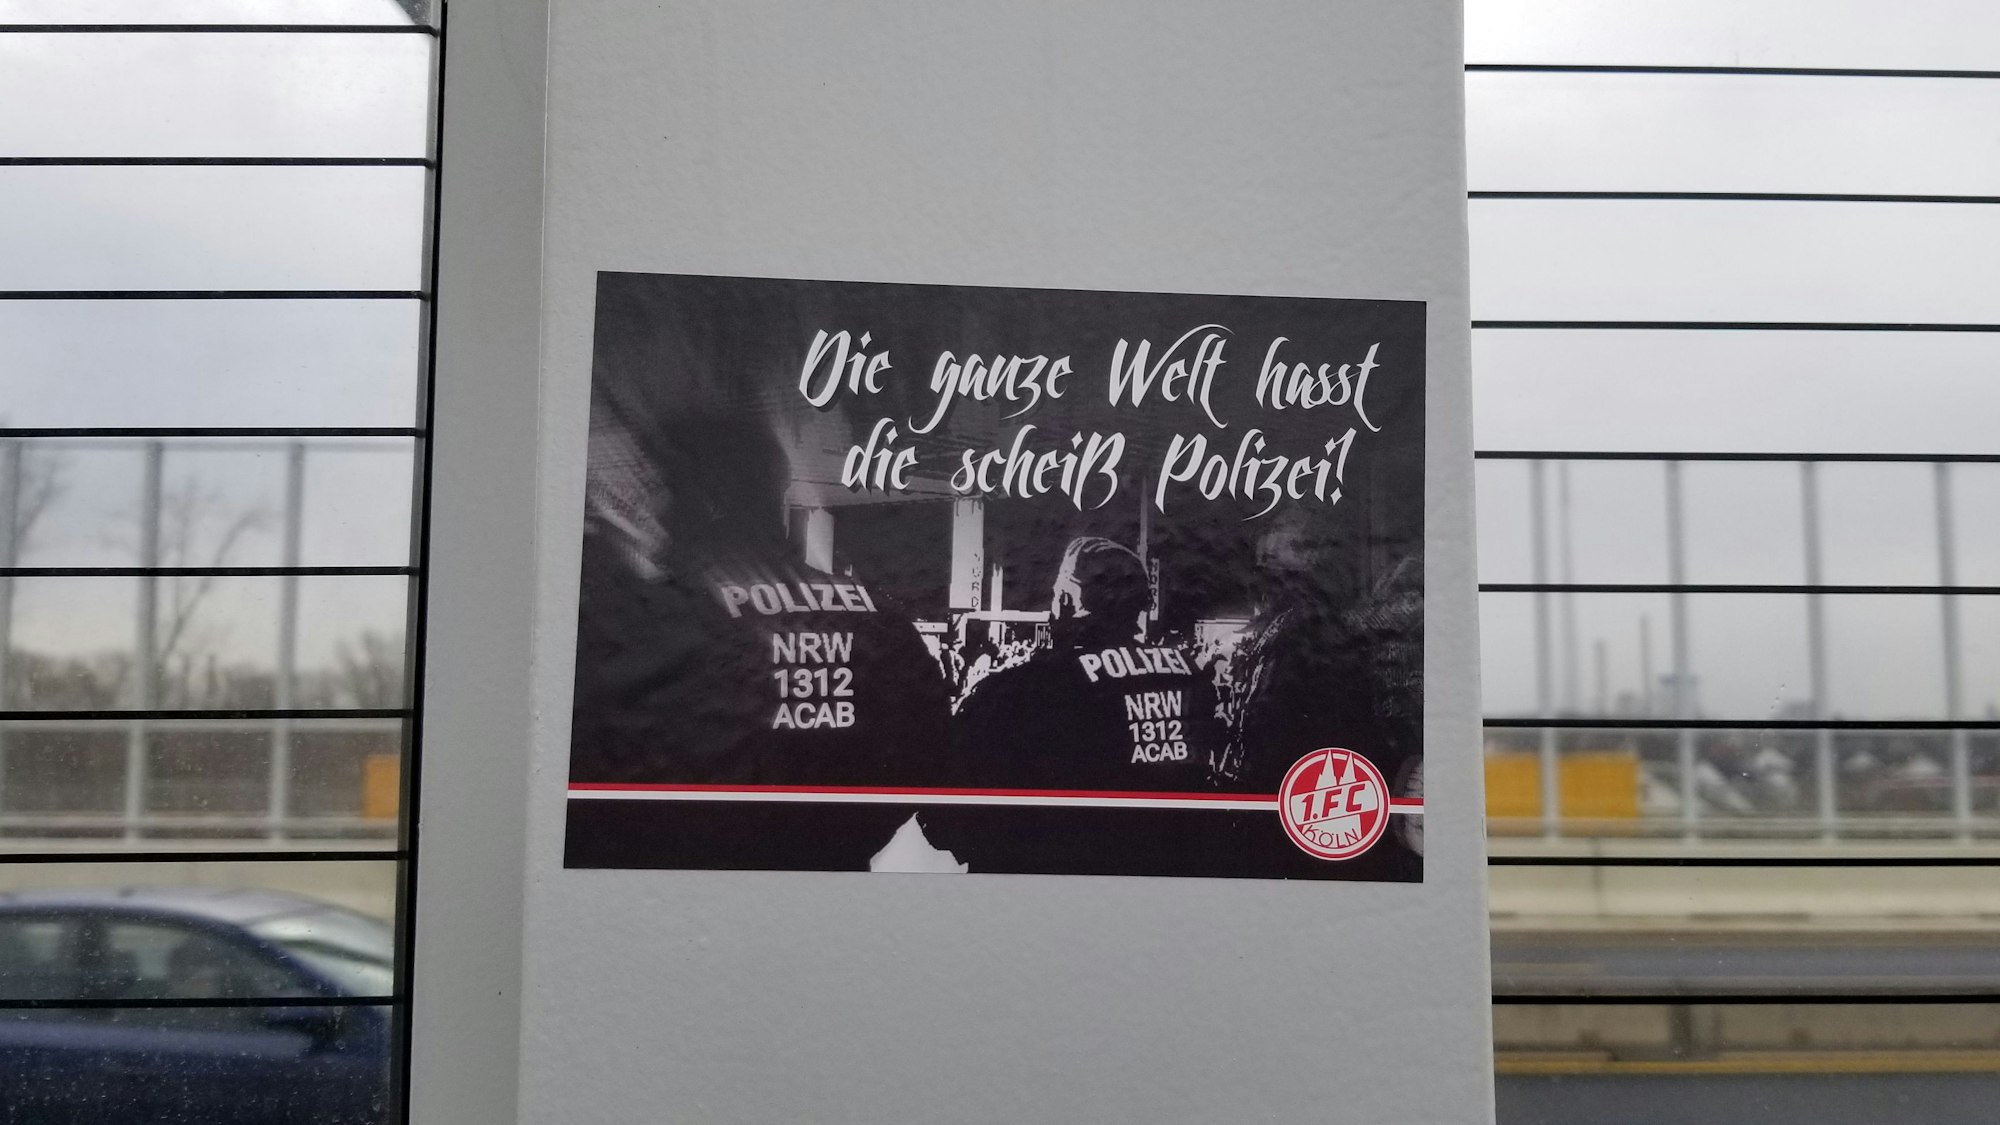 Die ganze Welt hasst
die scheiß Polizei!
POLIZEI
NRW
1312
ACAB
POLIZEI
NRW
1312
ACAB
1.FC
KÖLN